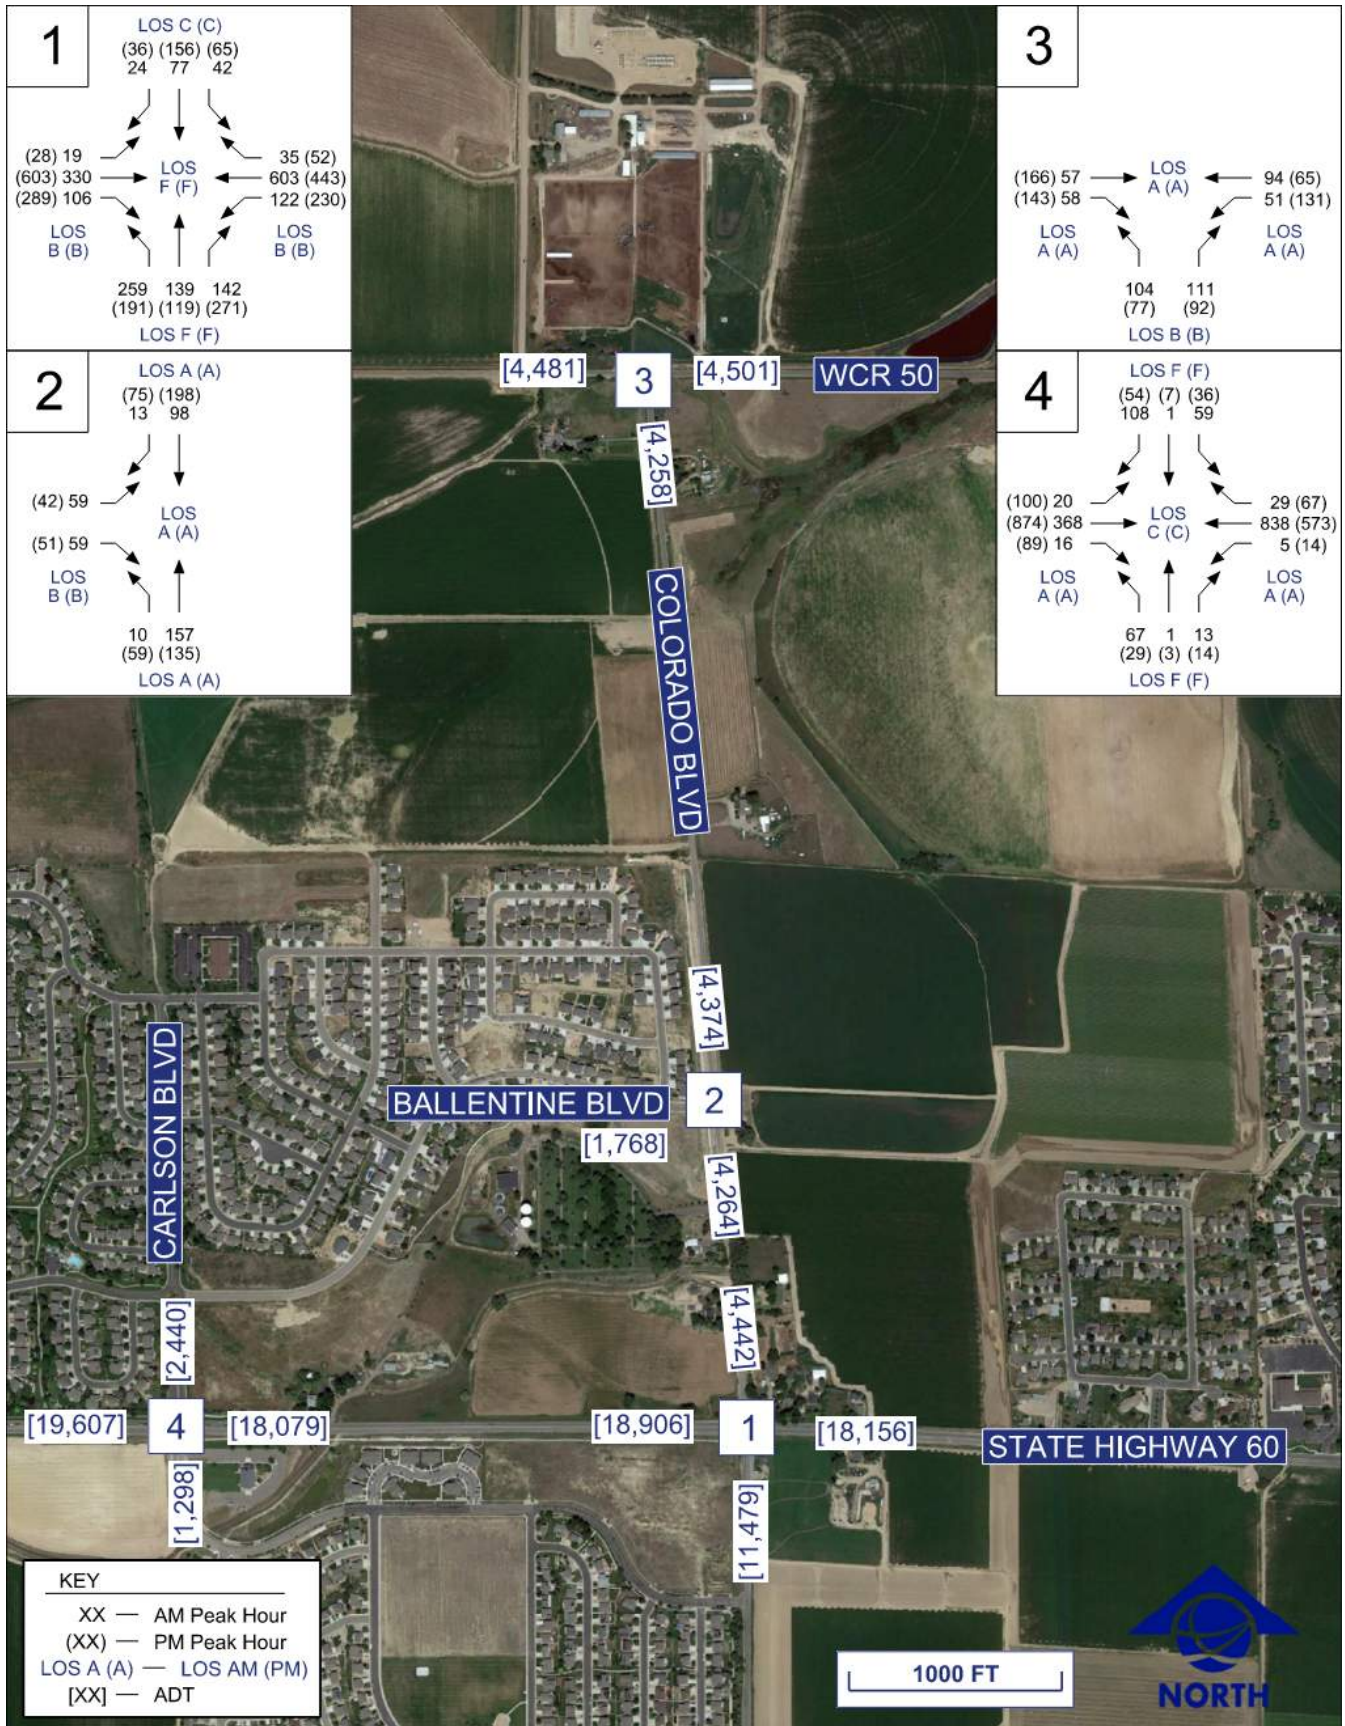 1
LOS C (C)
(36) (156) (65)
24 77 42
(28) 19
(603) 330
(289) 106
LOS
F (F)
35 (52)
603 (443)
122 (230)
LOS
B (B)
LOS
B (B)
259 139 142
(191) (119) (271)
LOS F (F)
2
LOS A (A)
(75) (198)
13 98
(42) 59
LOS
A (A)
(51) 59
LOS
B (B)
10 157
(59) (135)
LOS A (A)
3
(166) 57
(143) 58
LOS
A (A)
94 (65)
51 (131)
LOS
A (A)
LOS
A (A)
104 111
(77) (92)
LOS B (B)
4
LOS F (F)
(54) (7) (36)
108 1 59
(100) 20
(874) 368
(89) 16
LOS
C (C)
29 (67)
838 (573)
5 (14)
LOS
A (A)
LOS
A (A)
67 1 13
(29) (3) (14)
LOS F (F)
[4,481]
3
[4,501]
WCR 50
[4,258]
COLORADO BLVD
[4,374]
CARLSON BLVD
BALLENTINE BLVD
2
[1,768]
[4,264]
[2,440]
[4,442]
[19,607]
4
[18,079]
[18,906]
1
[18,156]
STATE HIGHWAY 60
[1,298]
[11,479]
KEY
XX — AM Peak Hour
(XX) — PM Peak Hour
LOS A (A) — LOS AM (PM)
[XX] — ADT
1000 FT
NORTH